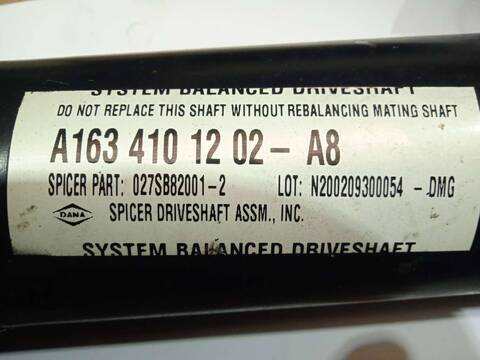 SYSTEM BALANCED DRIVESHAFT
DO NOT REPLACE THIS SHAFT WITHOUT REBALANCING MATING SHAFT
A163 410 12 02- A8
SPICER PART: 027SB82001-2 LOT: N200209300054 -DMG
DANA SPICER DRIVESHAFT ASSM., INC.
SYSTEM BALANCED DRIVESHAFT